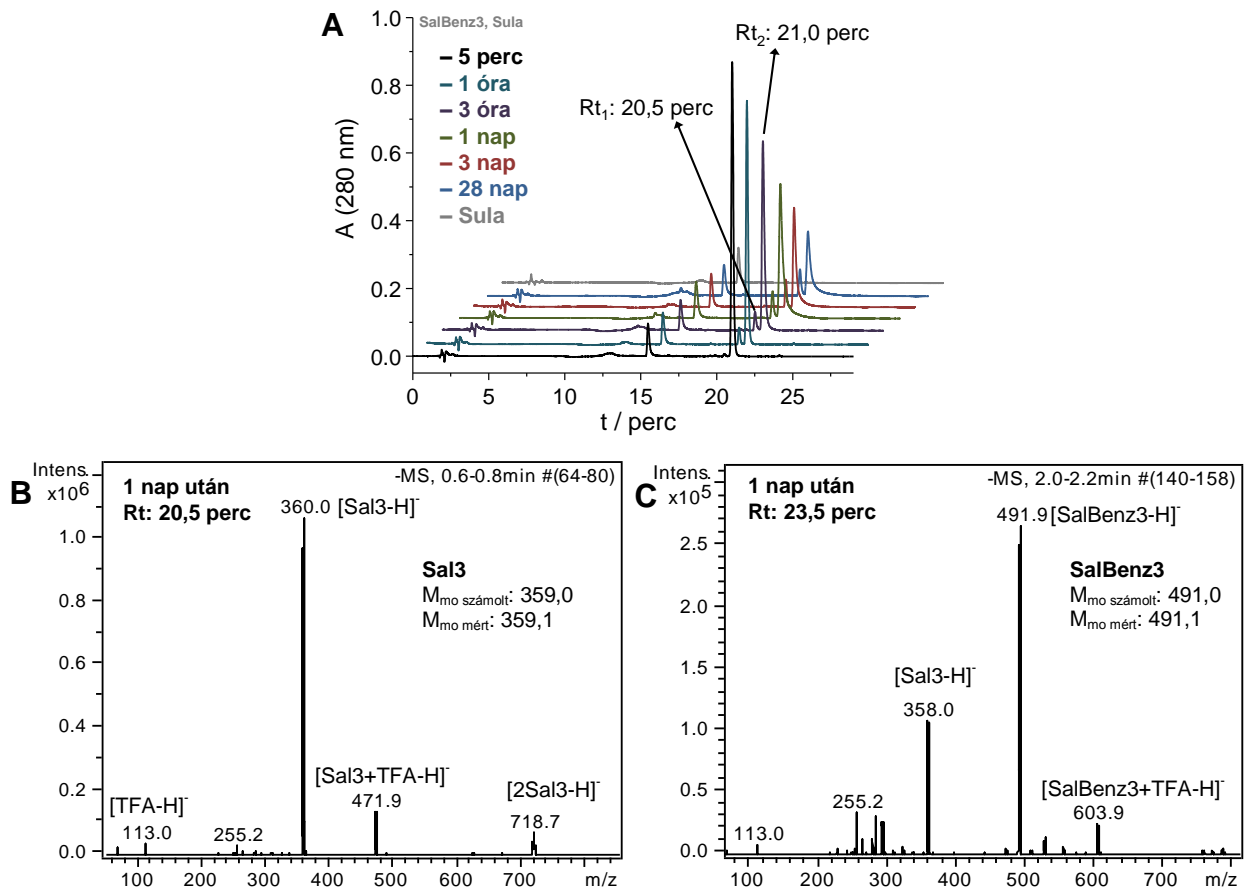 A
SalBenz3, Sula
5 perc
1 óra
3 óra
1 nap
3 nap
28 nap
Sula
Rt1: 20,5 perc
Rt2: 21,0 perc
A (280 nm)
1.0
0.8
0.6
0.4
0.2
0.0
0 5 10 15 20 25
t / perc
B
Intens.
x10^6
1 nap után
Rt: 20,5 perc
-MS, 0.6-0.8min #(64-80)
360.0 [Sal3-H]-
Sal3
Mmo számolt: 359,0
Mmo mért: 359,1
[Sal3+TFA-H]-
471.9
[2Sal3-H]-
718.7
[TFA-H]-
113.0
255.2
1.0
0.8
0.6
0.4
0.2
0.0
100 200 300 400 500 600 700 m/z
C
Intens.
x10^5
1 nap után
Rt: 23,5 perc
-MS, 2.0-2.2min #(140-158)
491.9 [SalBenz3-H]-
SalBenz3
Mmo számolt: 491,0
Mmo mért: 491,1
[Sal3-H]-
358.0
[SalBenz3+TFA-H]-
603.9
255.2
113.0
2.5
2.0
1.5
1.0
0.5
0.0
100 200 300 400 500 600 700 m/z